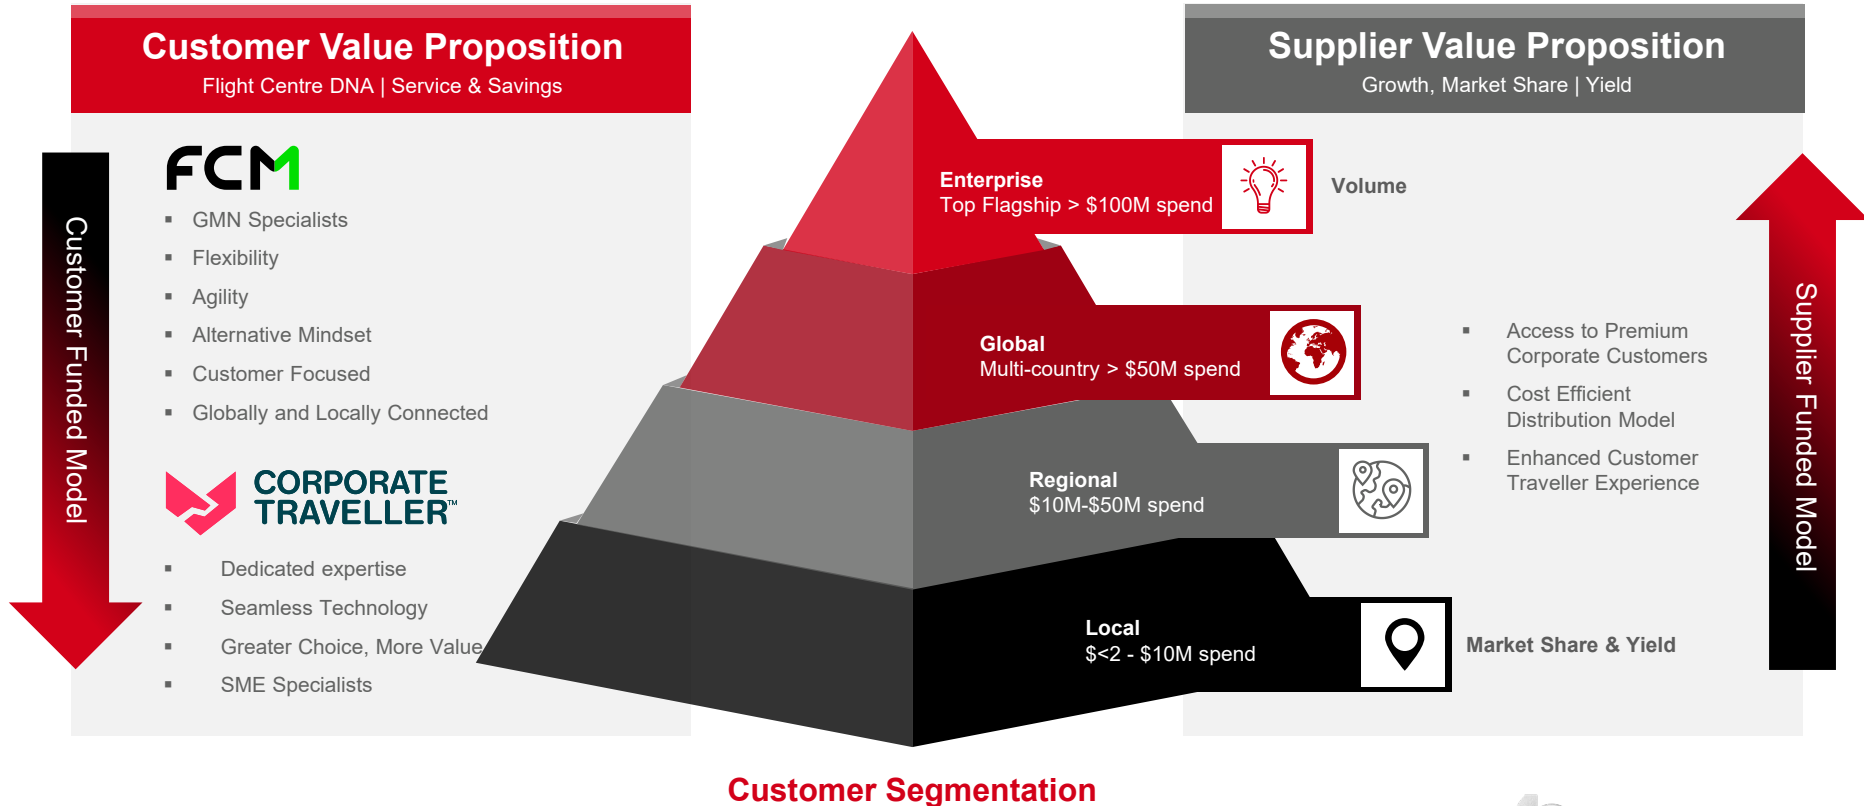 Customer Value Proposition
Flight Centre DNA | Service & Savings
Customer Funded Model
FCM
▪ GMN Specialists
▪ Flexibility
▪ Agility
▪ Alternative Mindset
▪ Customer Focused
▪ Globally and Locally Connected
CORPORATE
TRAVELLER™
▪ Dedicated expertise
▪ Seamless Technology
▪ Greater Choice, More Value
▪ SME Specialists
Enterprise
Top Flagship > $100M spend
Global
Multi-country > $50M spend
Regional
$10M-$50M spend
Local
$<2 - $10M spend
Customer Segmentation
Supplier Value Proposition
Growth, Market Share | Yield
Volume
▪ Access to Premium
Corporate Customers
▪ Cost Efficient
Distribution Model
▪ Enhanced Customer
Traveller Experience
Market Share & Yield
Supplier Funded Model